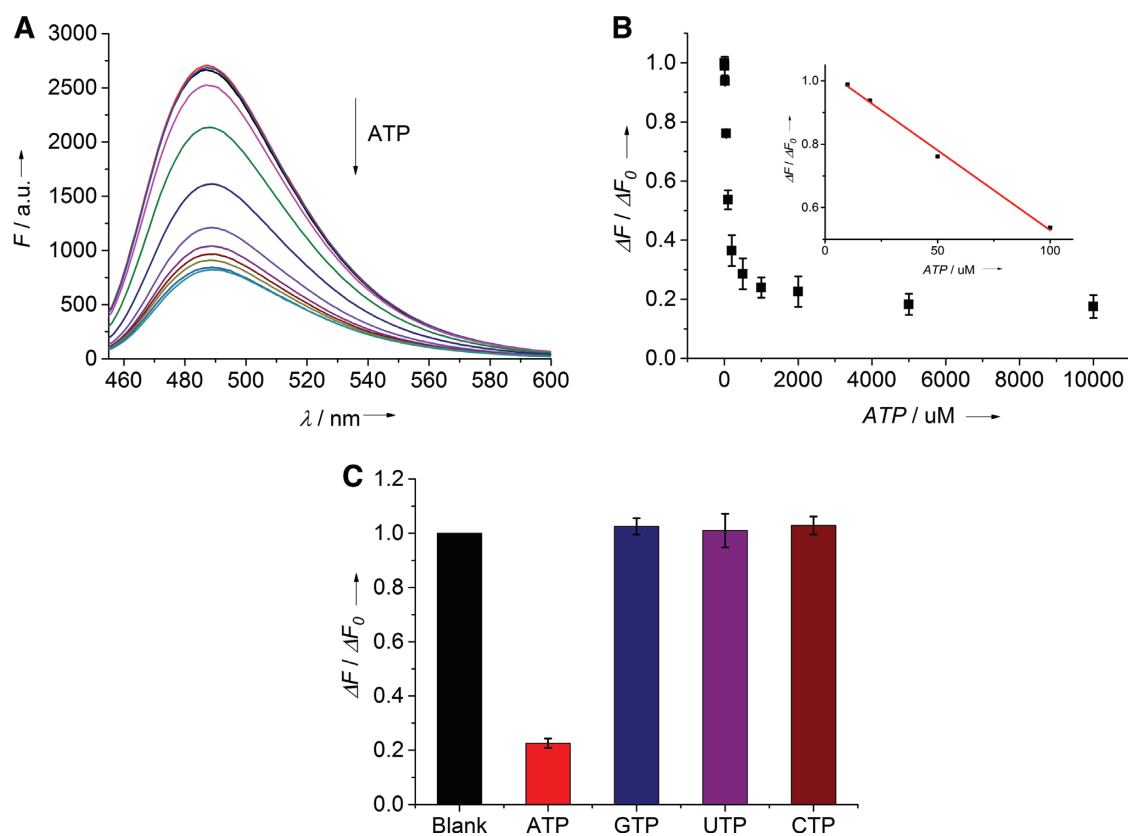 A
3000
2500
2000
1500
1000
500
0
F / a.u.
ATP
460 480 500 520 540 560 580 600
λ / nm
B
1.0
0.8
0.6
0.4
0.2
0.0
ΔF / ΔF0
1.0
0.8
0.6
ΔF / ΔF0
0 50 100
ATP / uM
0 2000 4000 6000 8000 10000
ATP / uM
C
1.2
1.0
0.8
0.6
0.4
0.2
0.0
ΔF / ΔF0
Blank ATP GTP UTP CTP